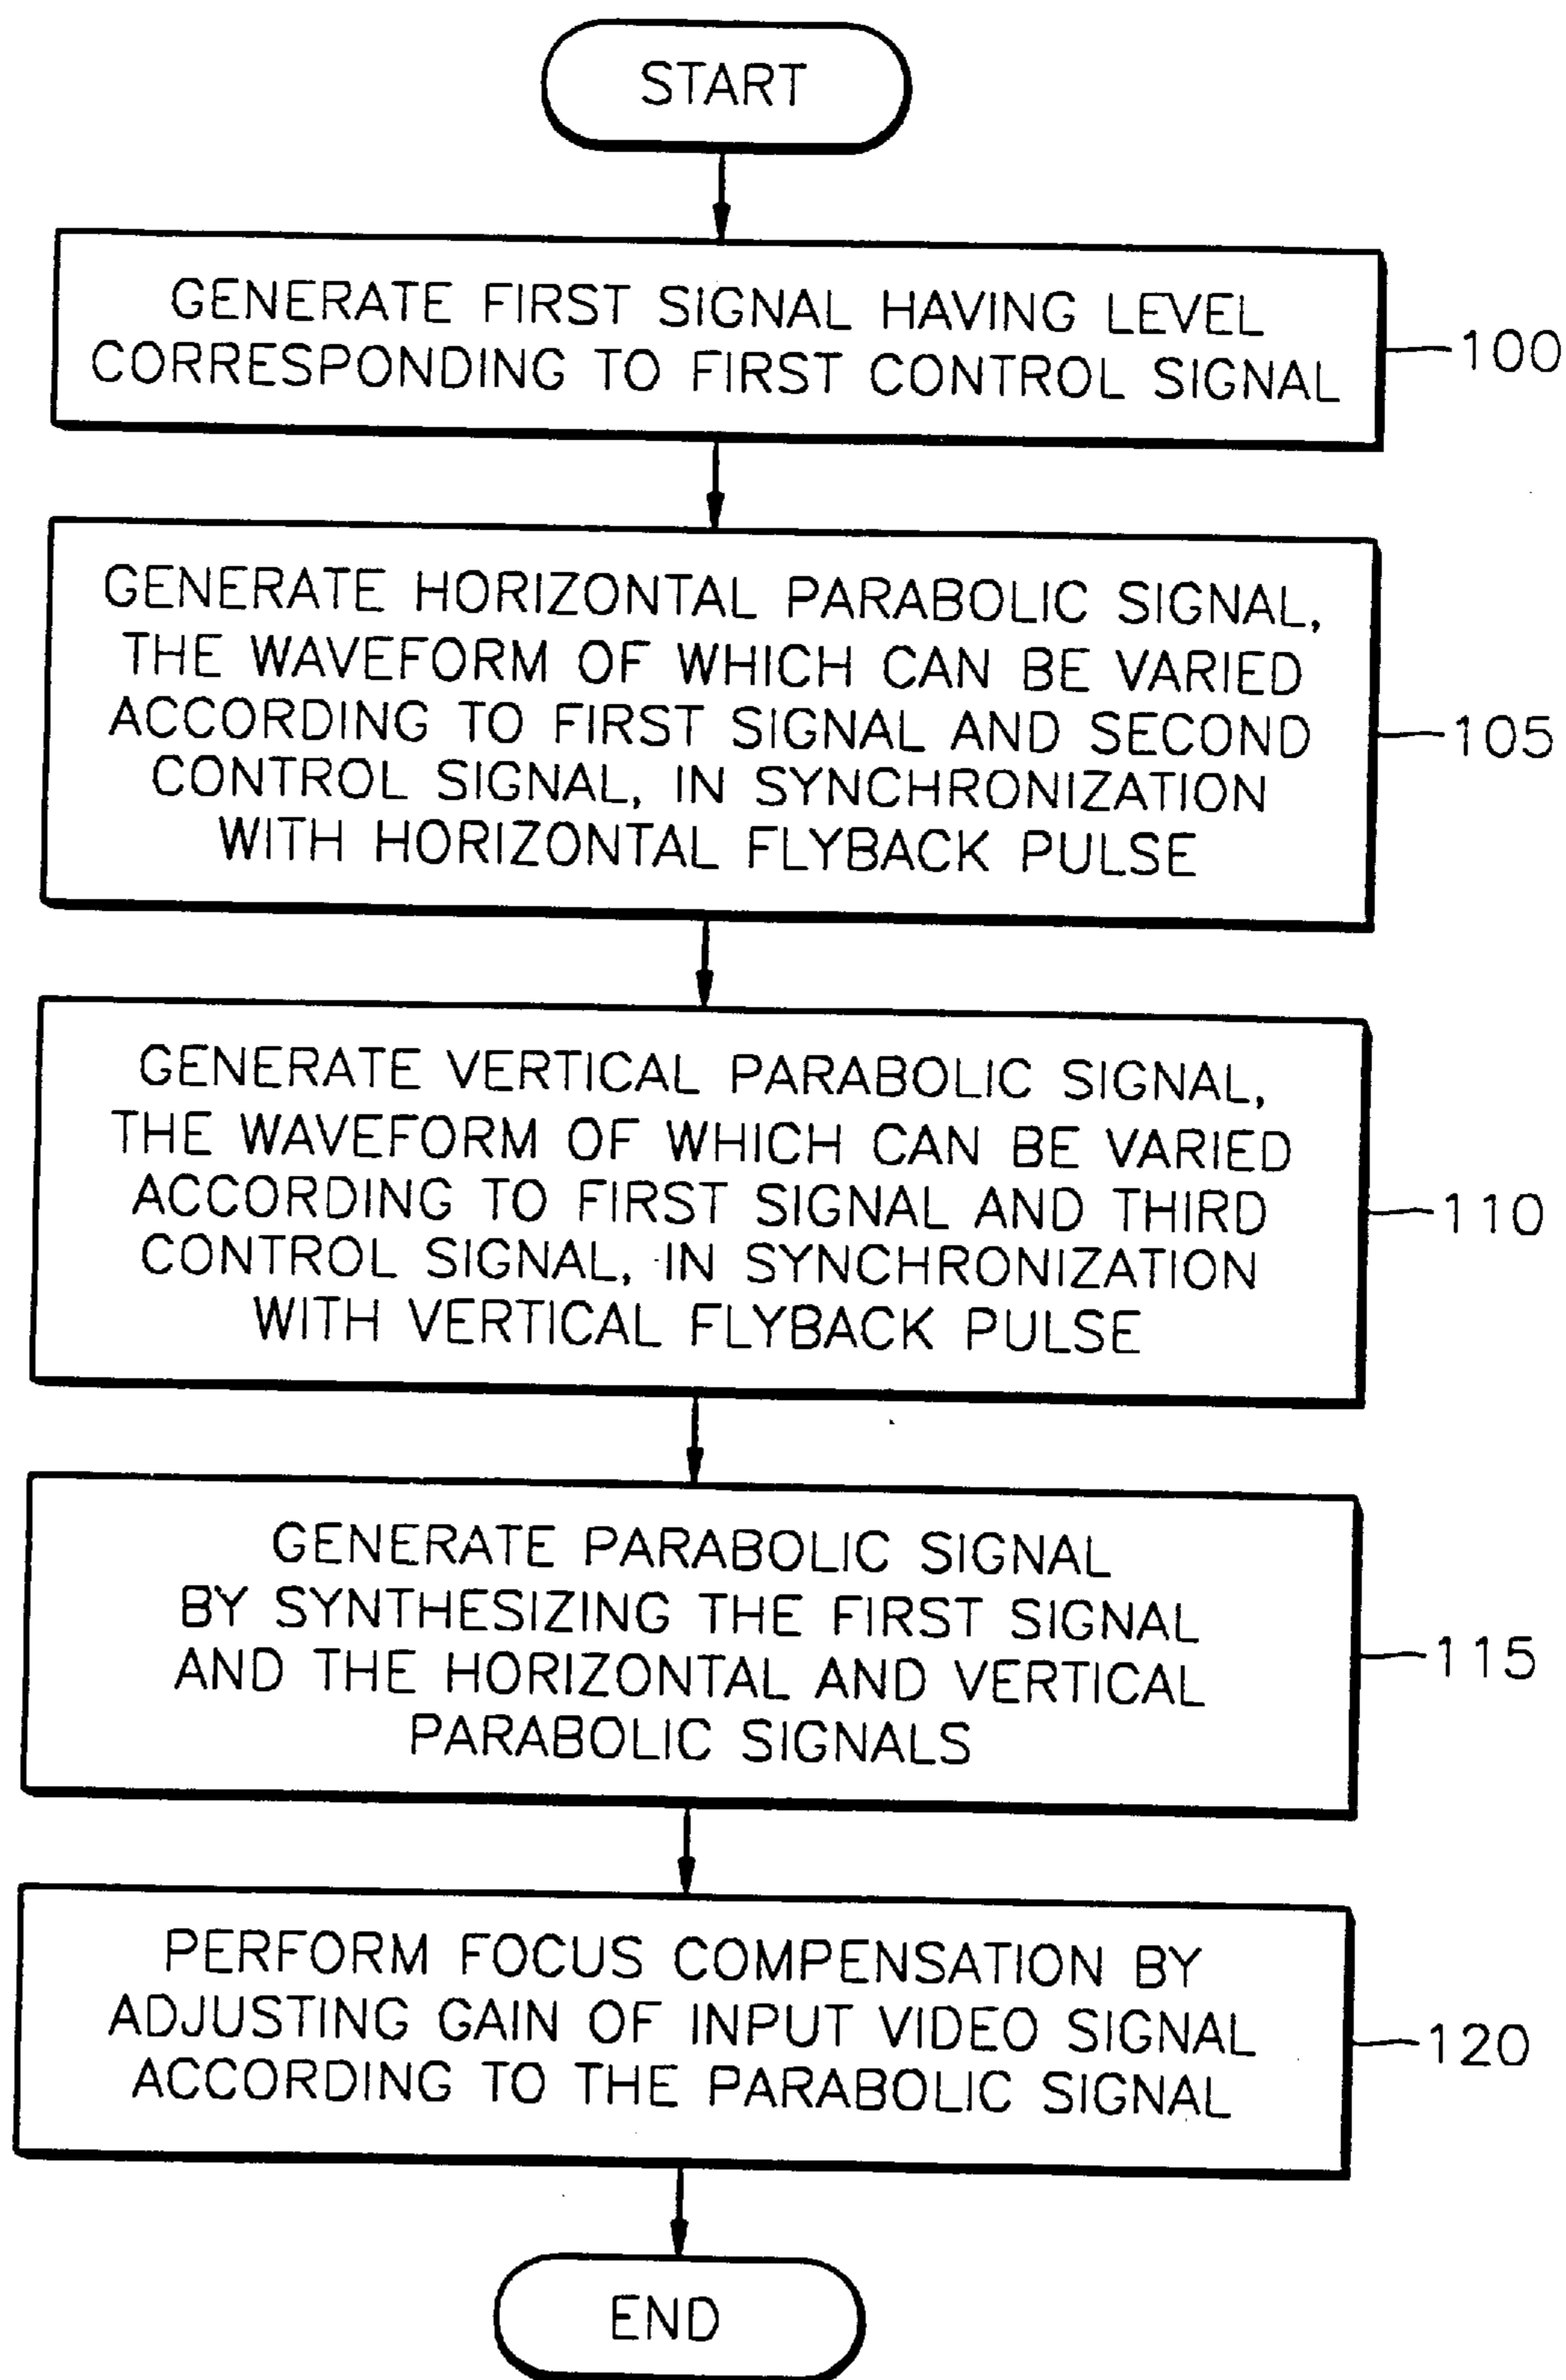 START
GENERATE FIRST SIGNAL HAVING LEVEL
CORRESPONDING TO FIRST CONTROL SIGNAL
100
GENERATE HORIZONTAL PARABOLIC SIGNAL,
THE WAVEFORM OF WHICH CAN BE VARIED
ACCORDING TO FIRST SIGNAL AND SECOND
CONTROL SIGNAL, IN SYNCHRONIZATION
WITH HORIZONTAL FLYBACK PULSE
105
GENERATE VERTICAL PARABOLIC SIGNAL,
THE WAVEFORM OF WHICH CAN BE VARIED
ACCORDING TO FIRST SIGNAL AND THIRD
CONTROL SIGNAL, IN SYNCHRONIZATION
WITH VERTICAL FLYBACK PULSE
110
GENERATE PARABOLIC SIGNAL
BY SYNTHESIZING THE FIRST SIGNAL
AND THE HORIZONTAL AND VERTICAL
PARABOLIC SIGNALS
115
PERFORM FOCUS COMPENSATION BY
ADJUSTING GAIN OF INPUT VIDEO SIGNAL
ACCORDING TO THE PARABOLIC SIGNAL
120
END